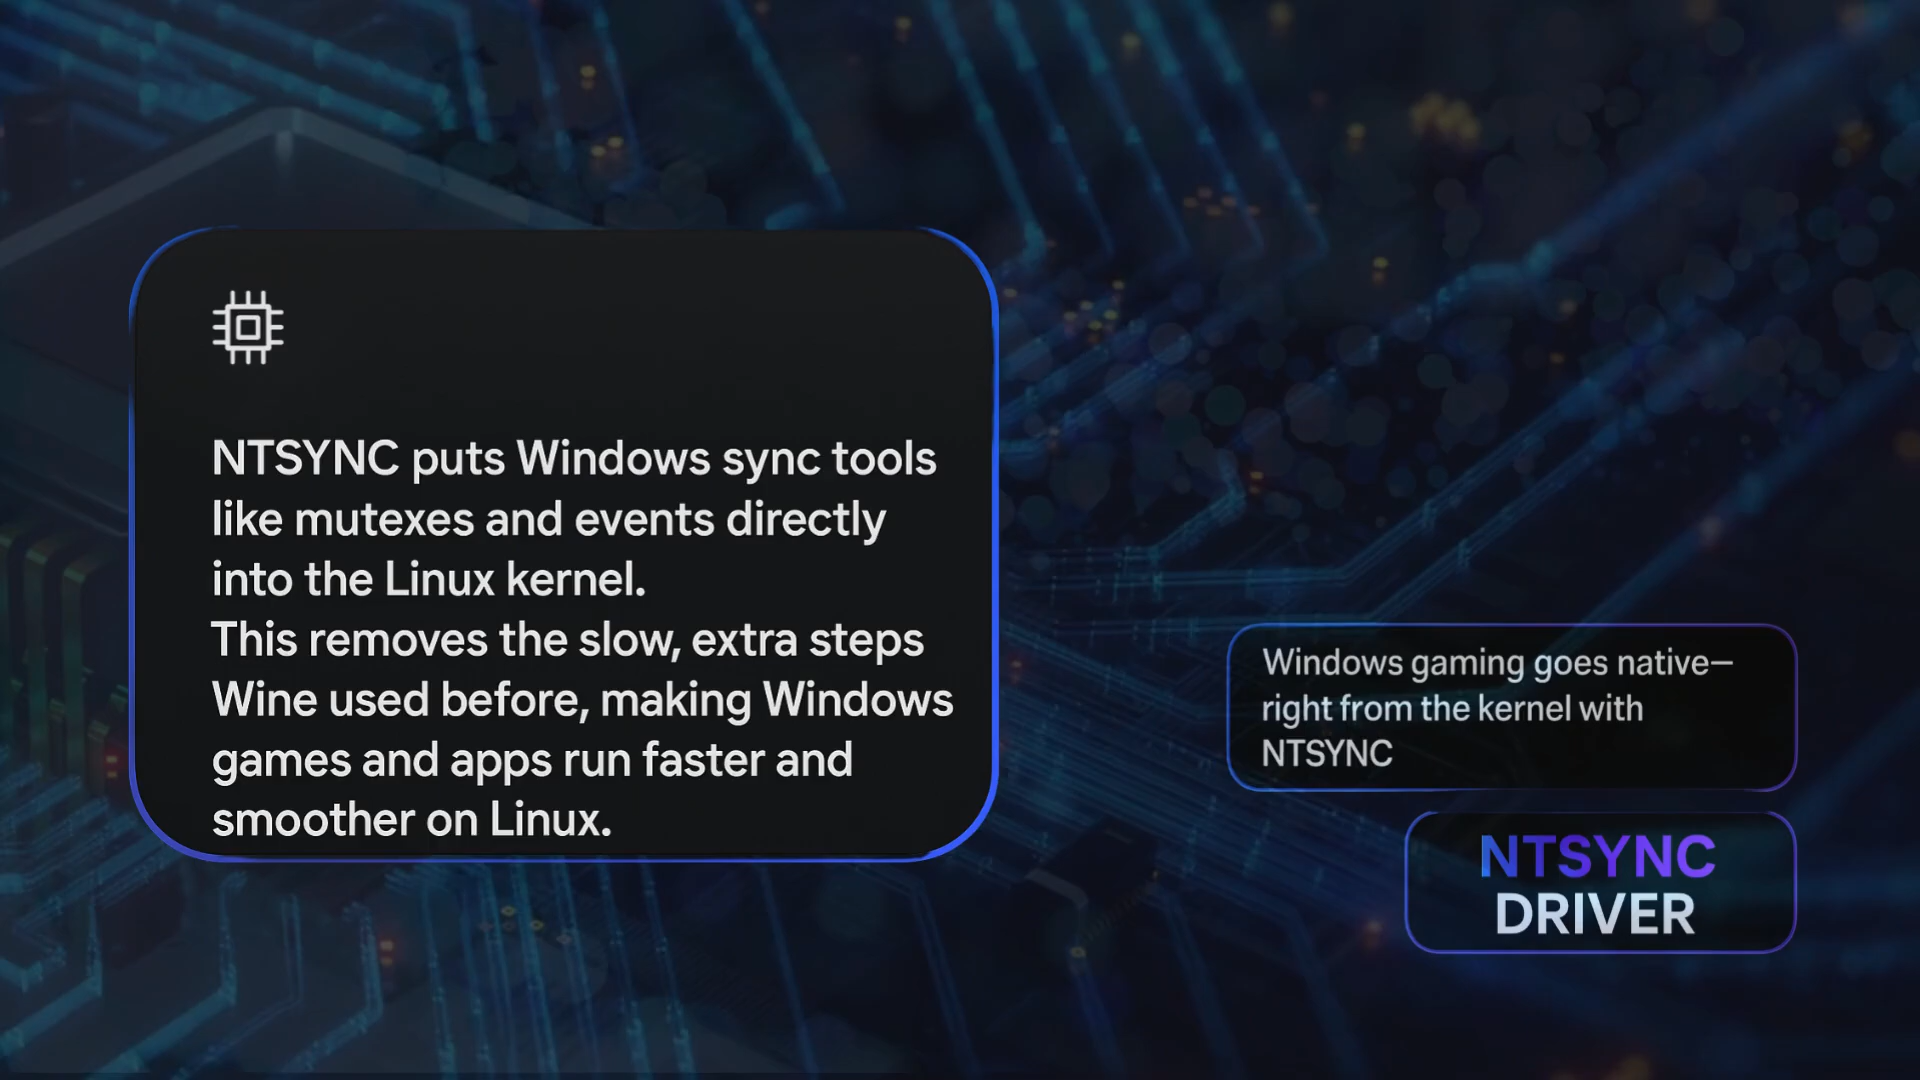 NTSYNC puts Windows sync tools
like mutexes and events directly
into the Linux kernel.
This removes the slow, extra steps
Wine used before, making Windows
games and apps run faster and
smoother on Linux.
Windows gaming goes native—
right from the kernel with
NTSYNC
NTSYNC
DRIVER